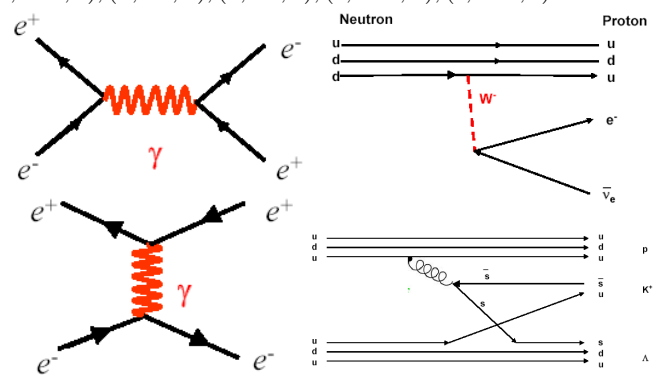 e⁺
e⁻
γ
e⁻
e⁺
Neutron
Proton
u
u
d
d
d
u
W⁻
e⁻
ν̄ₑ
e⁺
e⁺
γ
e⁻
e⁻
u
u
d
d
p
u
u
s̄
s̄
u
K⁺
s
u
s
d
d
Λ
u
u